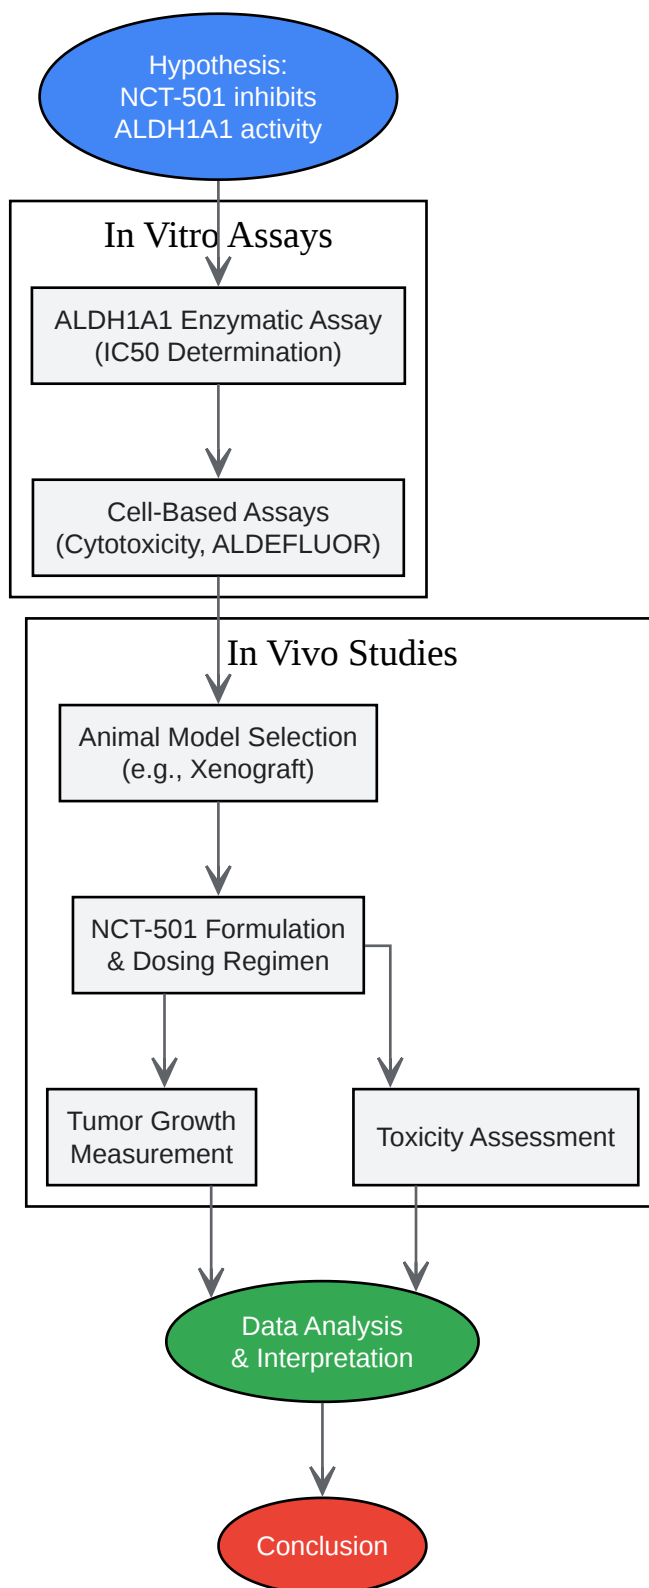 Hypothesis:
NCT-501 inhibits
ALDH1A1 activity
In Vitro Assays
ALDH1A1 Enzymatic Assay
(IC50 Determination)
Cell-Based Assays
(Cytotoxicity, ALDEFLUOR)
In Vivo Studies
Animal Model Selection
(e.g., Xenograft)
NCT-501 Formulation
& Dosing Regimen
Tumor Growth
Measurement
Toxicity Assessment
Data Analysis
& Interpretation
Conclusion